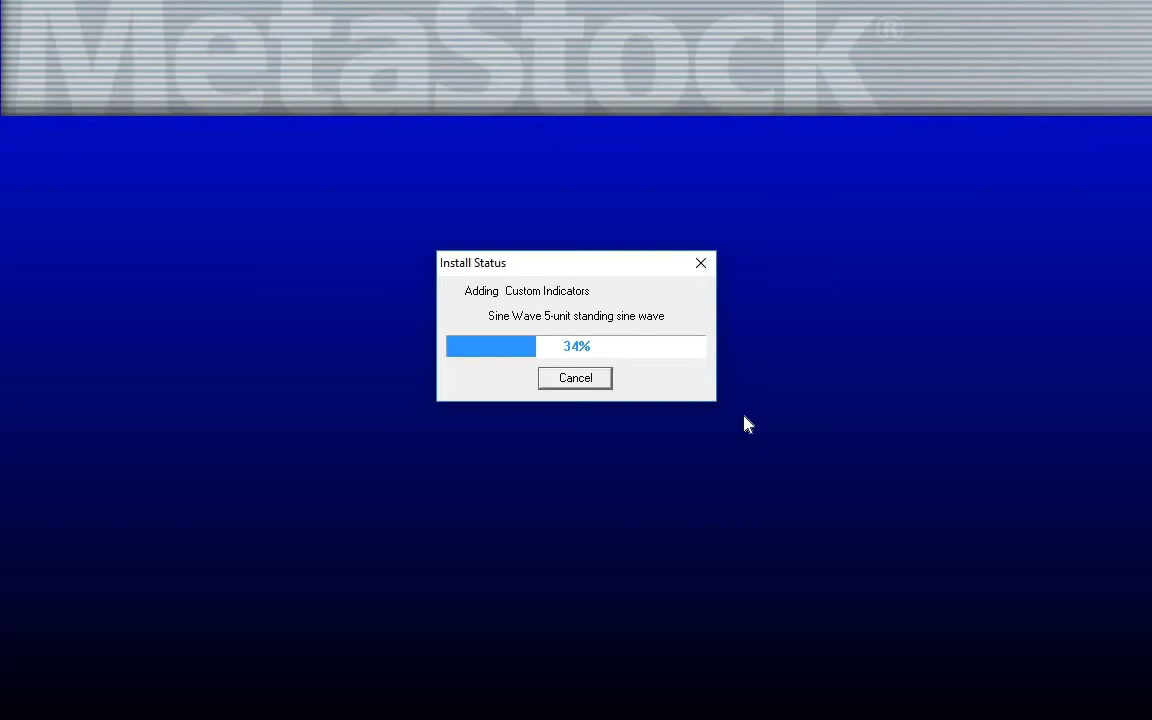 MetaStock®
Install Status
Adding Custom Indicators
Sine Wave 5-unit standing sine wave
34%
Cancel